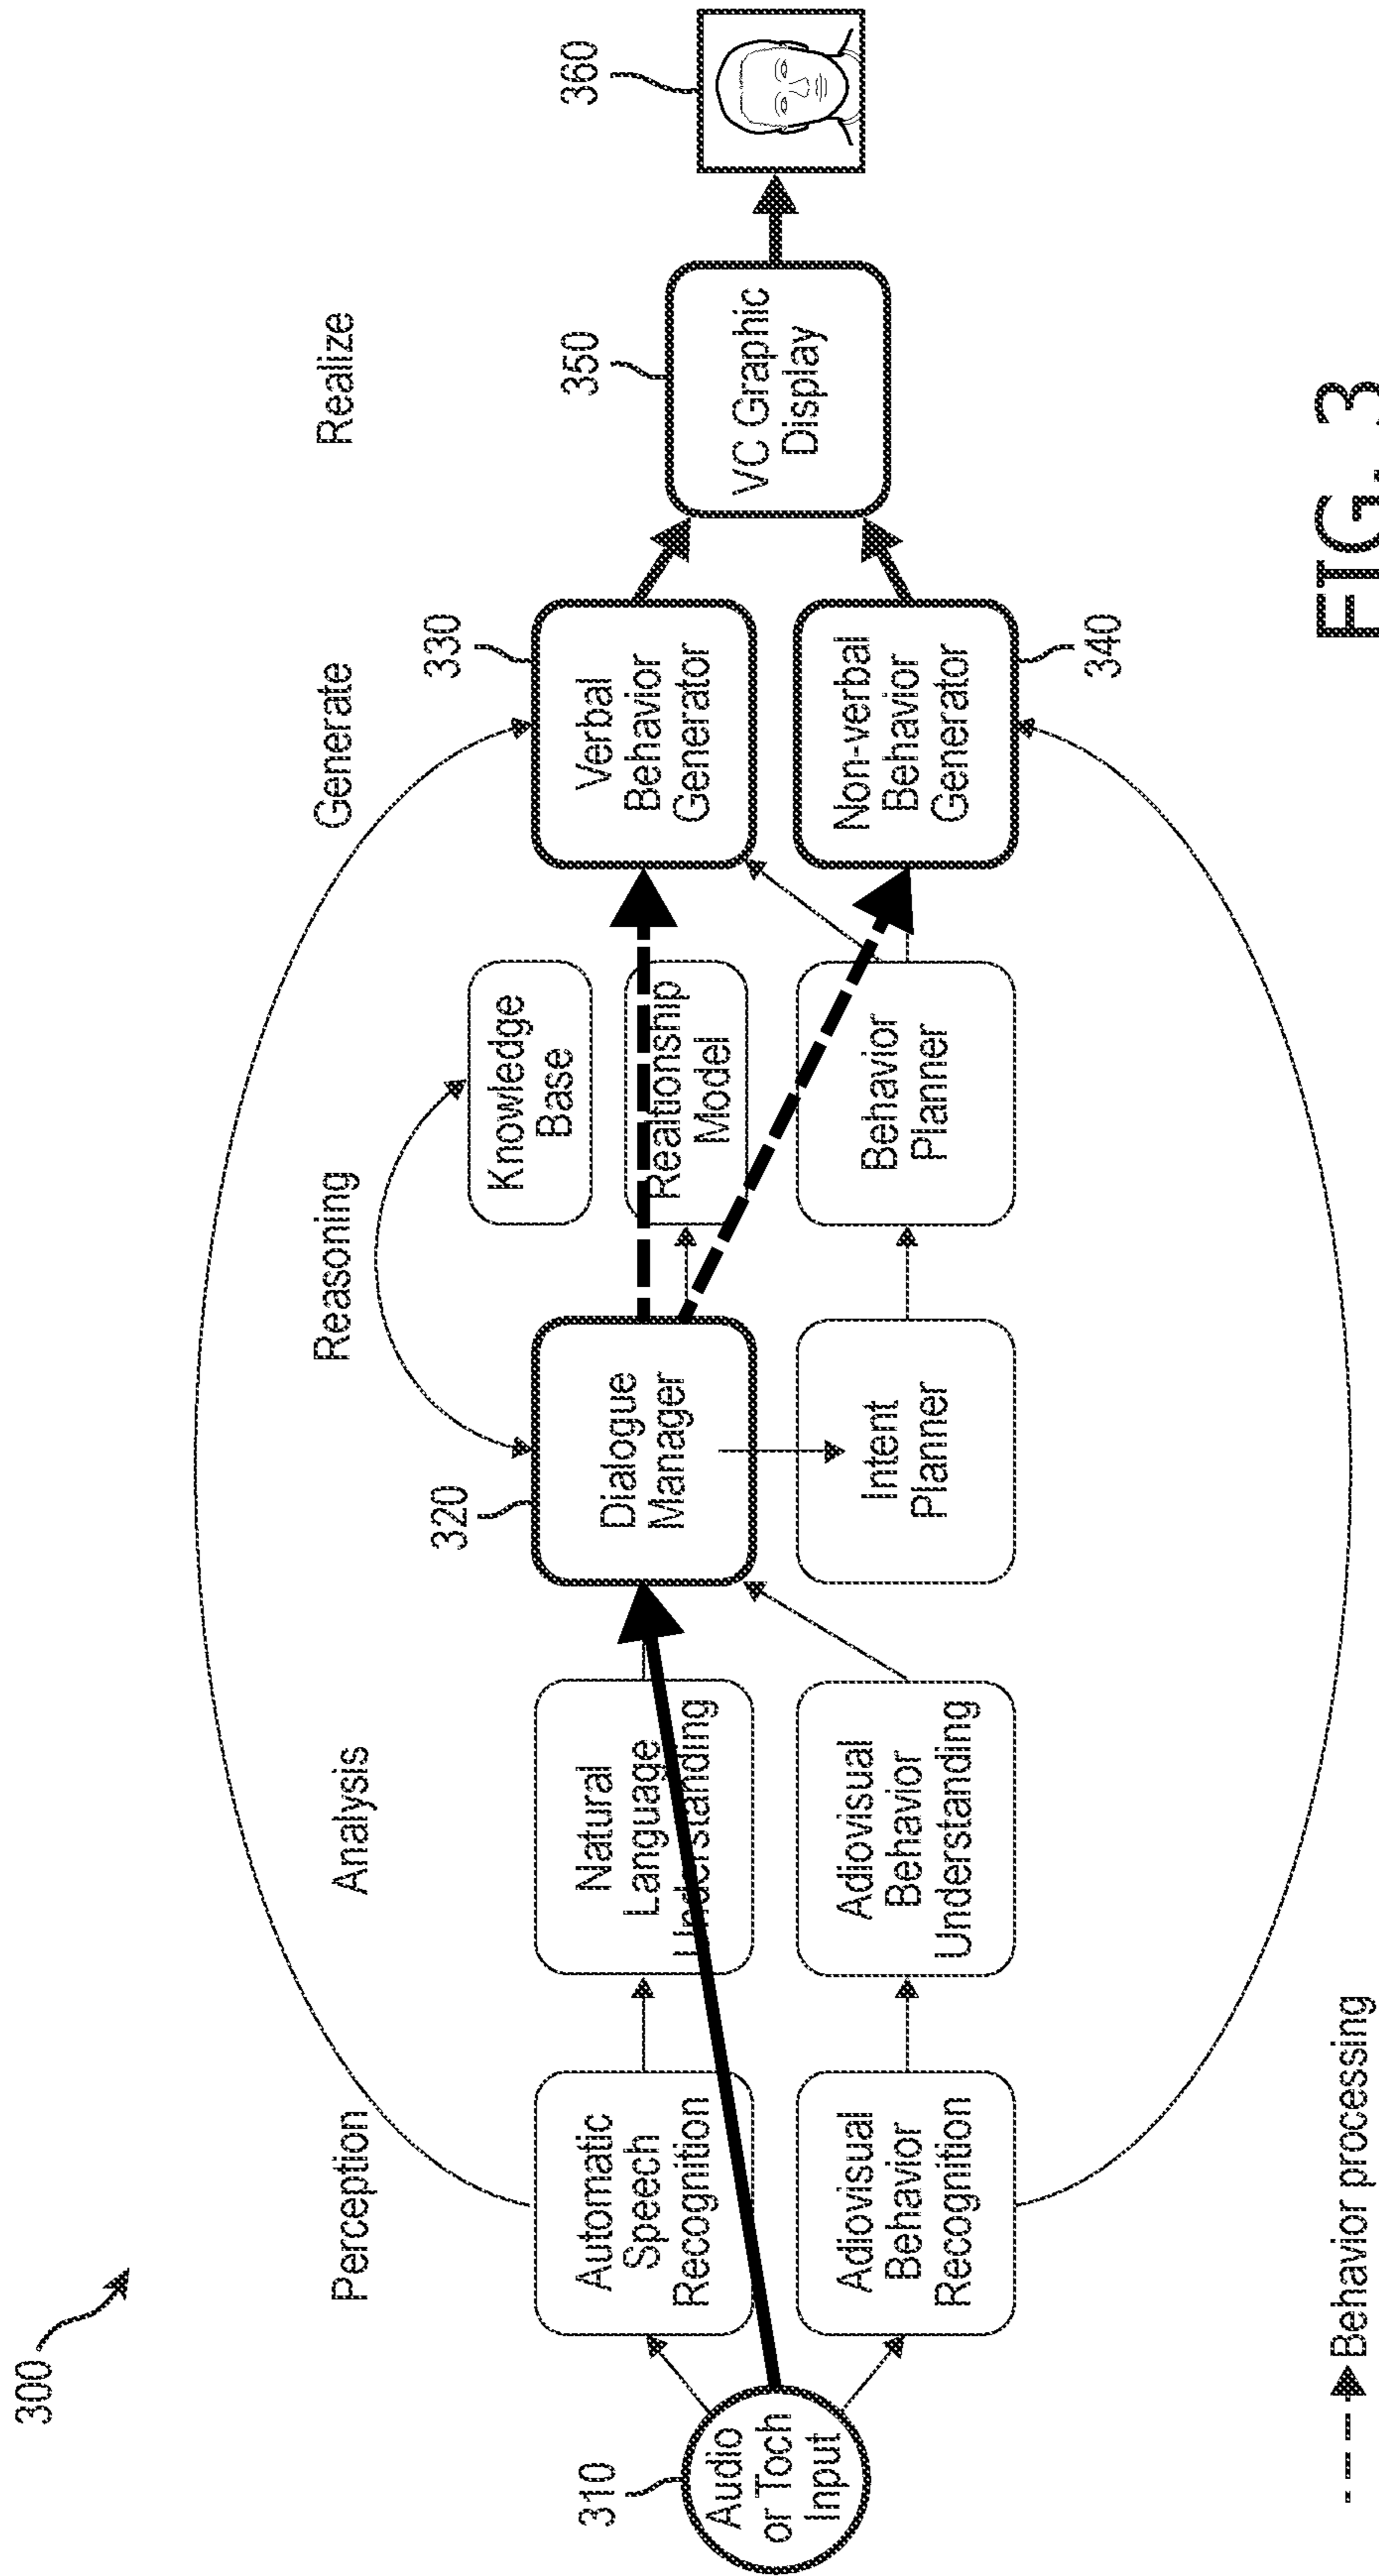 300
Perception
Analysis
Reasoning
Generate
Realize
310
Audio
or Toch
Input
Automatic
Speech
Recognition
Adiovisual
Behavior
Recognition
Natural
Language
Understanding
Adiovisual
Behavior
Understanding
320
Dialogue
Manager
Intent
Planner
Knowledge
Base
Realtionship
Model
Behavior
Planner
330
Verbal
Behavior
Generator
Non-verbal
Behavior
Generator
340
350
VC Graphic
Display
360
Behavior processing
FIG. 3